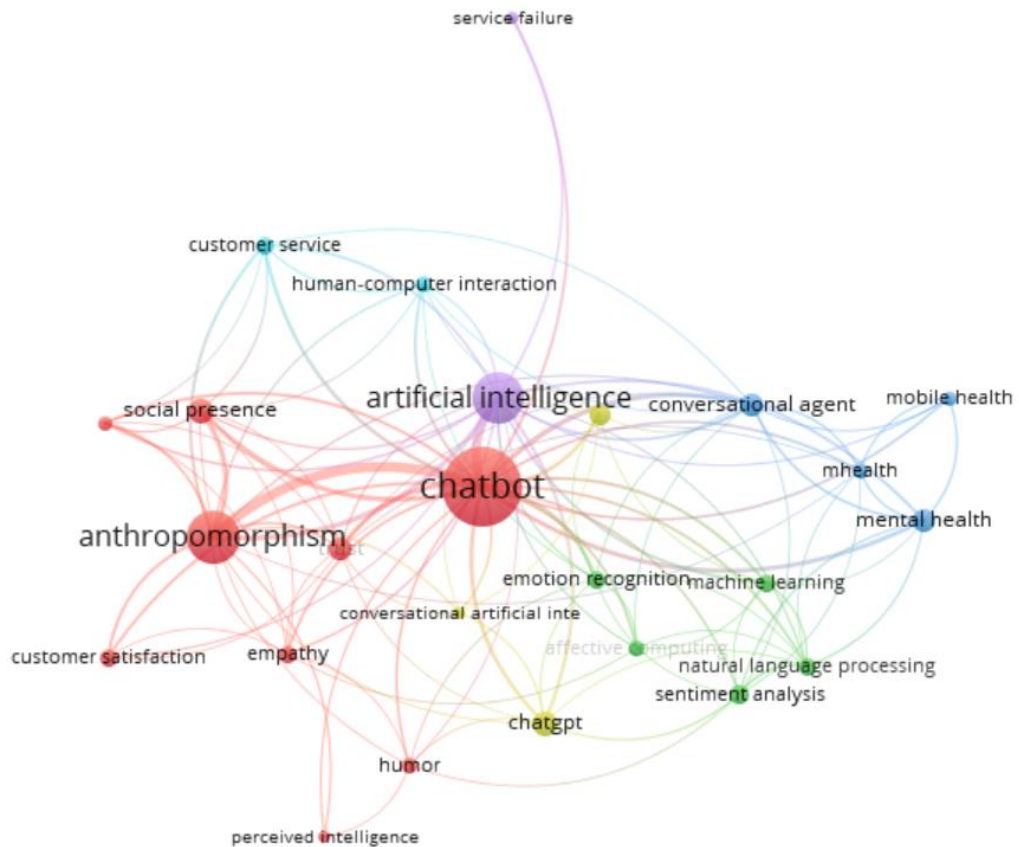 service failure
customer service
human-computer interaction
artificial intelligence
conversational agent
mobile health
social presence
mhealth
chatbot
mental health
anthropomorphism
trust
emotion recognition
machine learning
conversational artificial inte
affective computing
customer satisfaction
empathy
natural language processing
sentiment analysis
chatgpt
humor
perceived intelligence